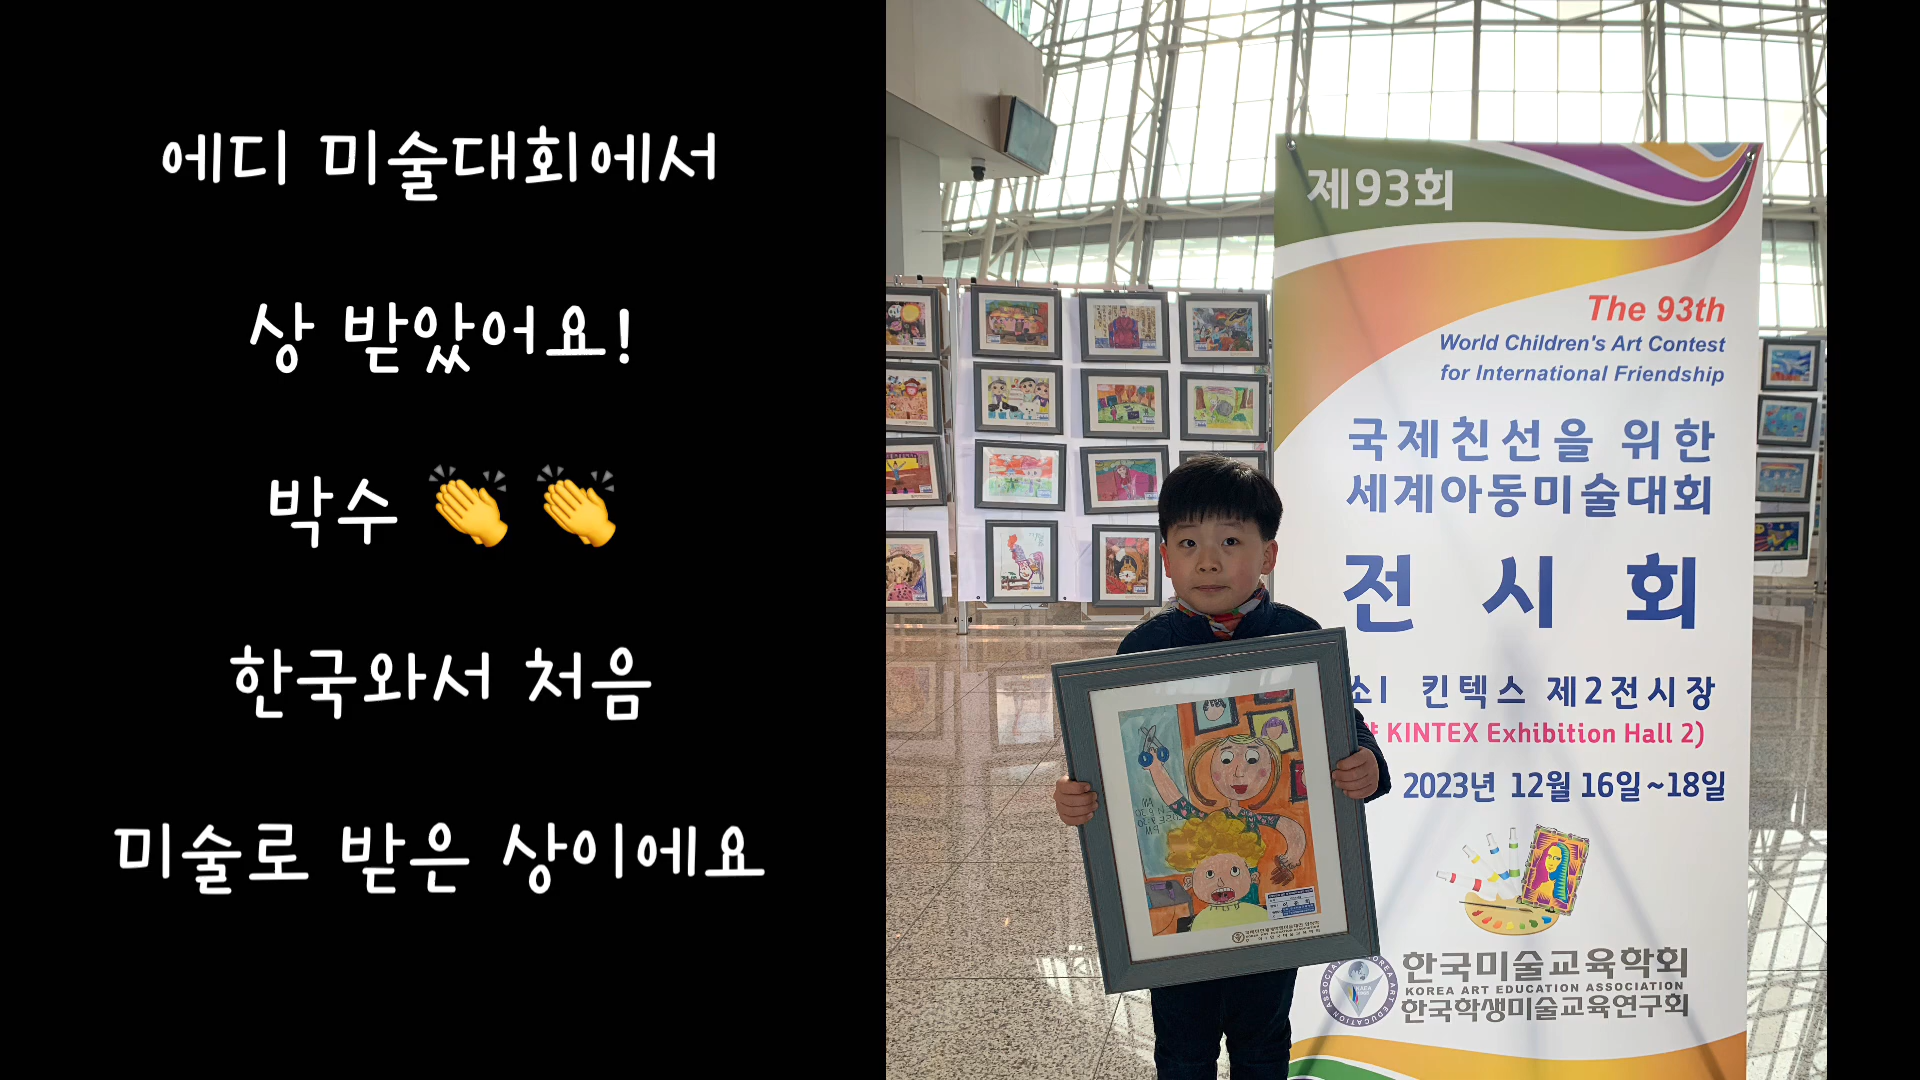 에디 미술대회에서
상 받았어요!
박수 👏 👏
한국와서 처음
미술로 받은 상이에요
제93회
The 93th
World Children's Art Contest
for International Friendship
국제친선을 위한
세계아동미술대회
전시회
킨텍스 제2전시장
KINTEX Exhibition Hall 2)
2023년 12월 16일~18일
한국미술교육학회
KOREA ART EDUCATION ASSOCIATION
한국학생미술교육연구회